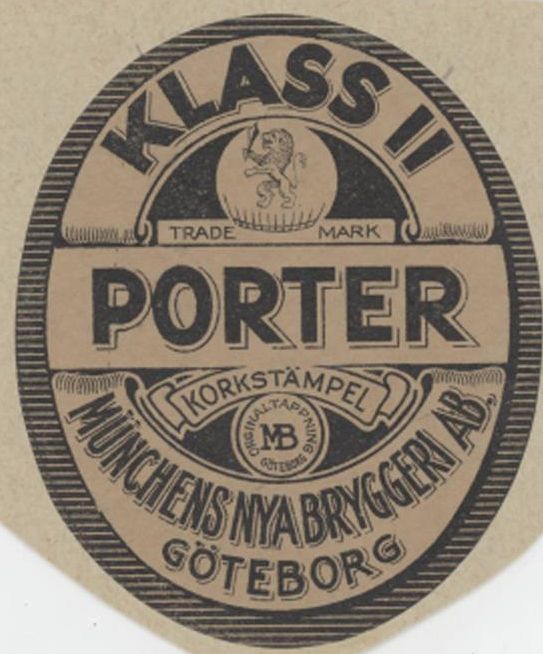 KLASS II
TRADE MARK
PORTER
KORKSTÄMPEL
ORIGINALTAPPNING
MB
GÖTEBORG
MÜNCHENS NYA BRYGGERI AB.
GÖTEBORG